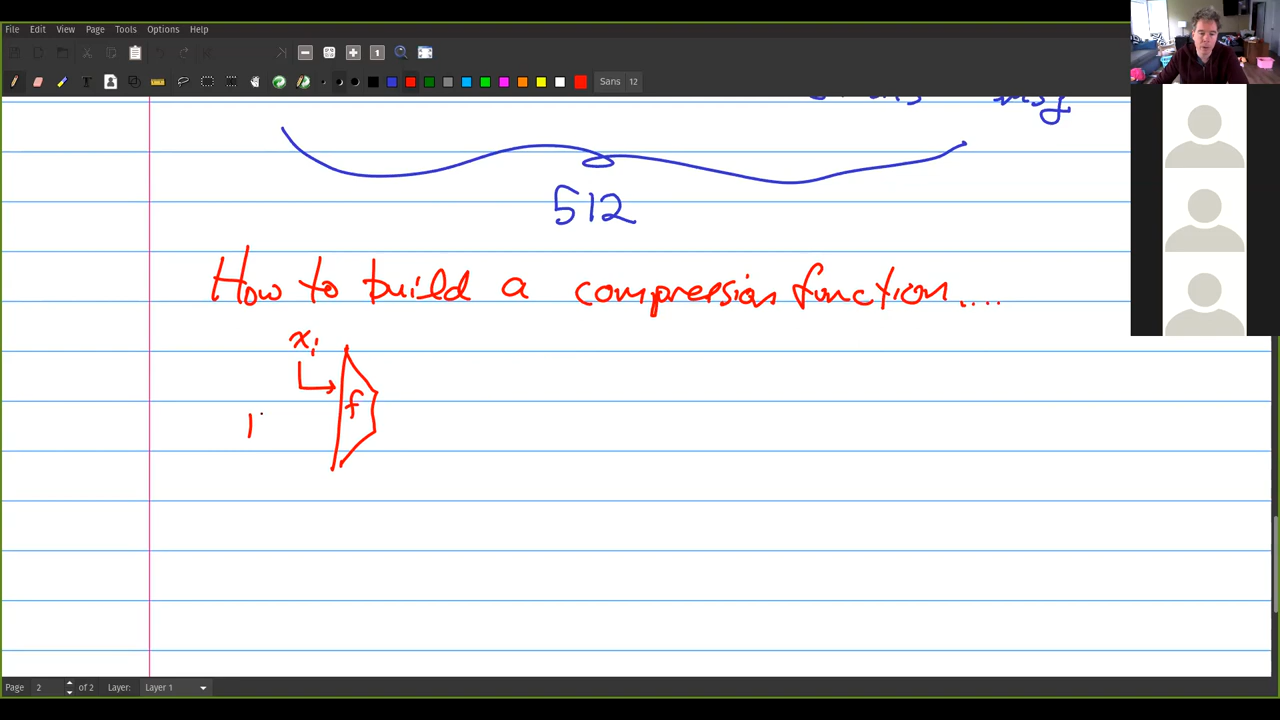 File Edit View Page Tools Options Help
Sans 12
512
How to build a compression function....
xi
f
Page 2 of 2 Layer: Layer 1